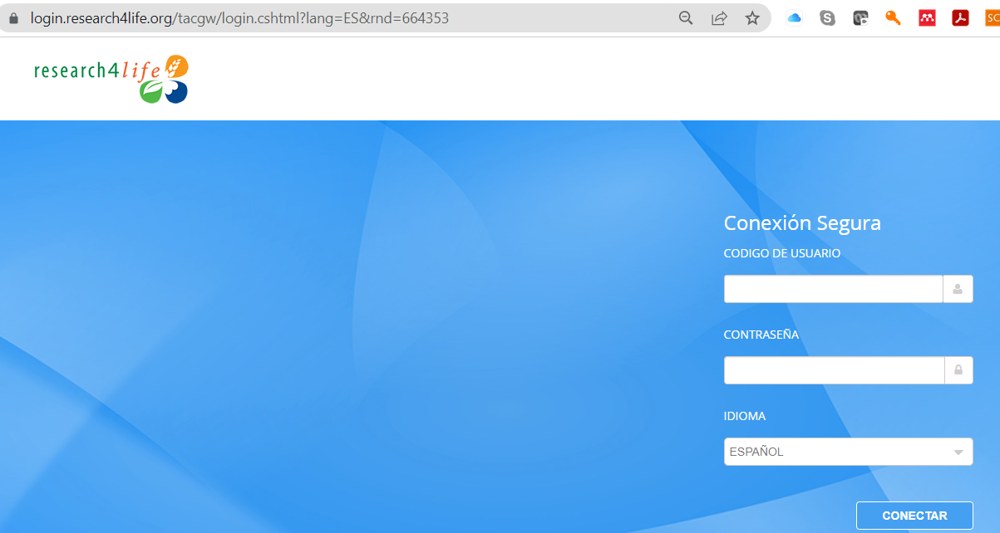 login.research4life.org/tacgw/login.cshtml?lang=ES&rnd=664353
S
SC
research4life
Conexión Segura
CODIGO DE USUARIO
CONTRASEÑA
IDIOMA
ESPAÑOL
CONECTAR